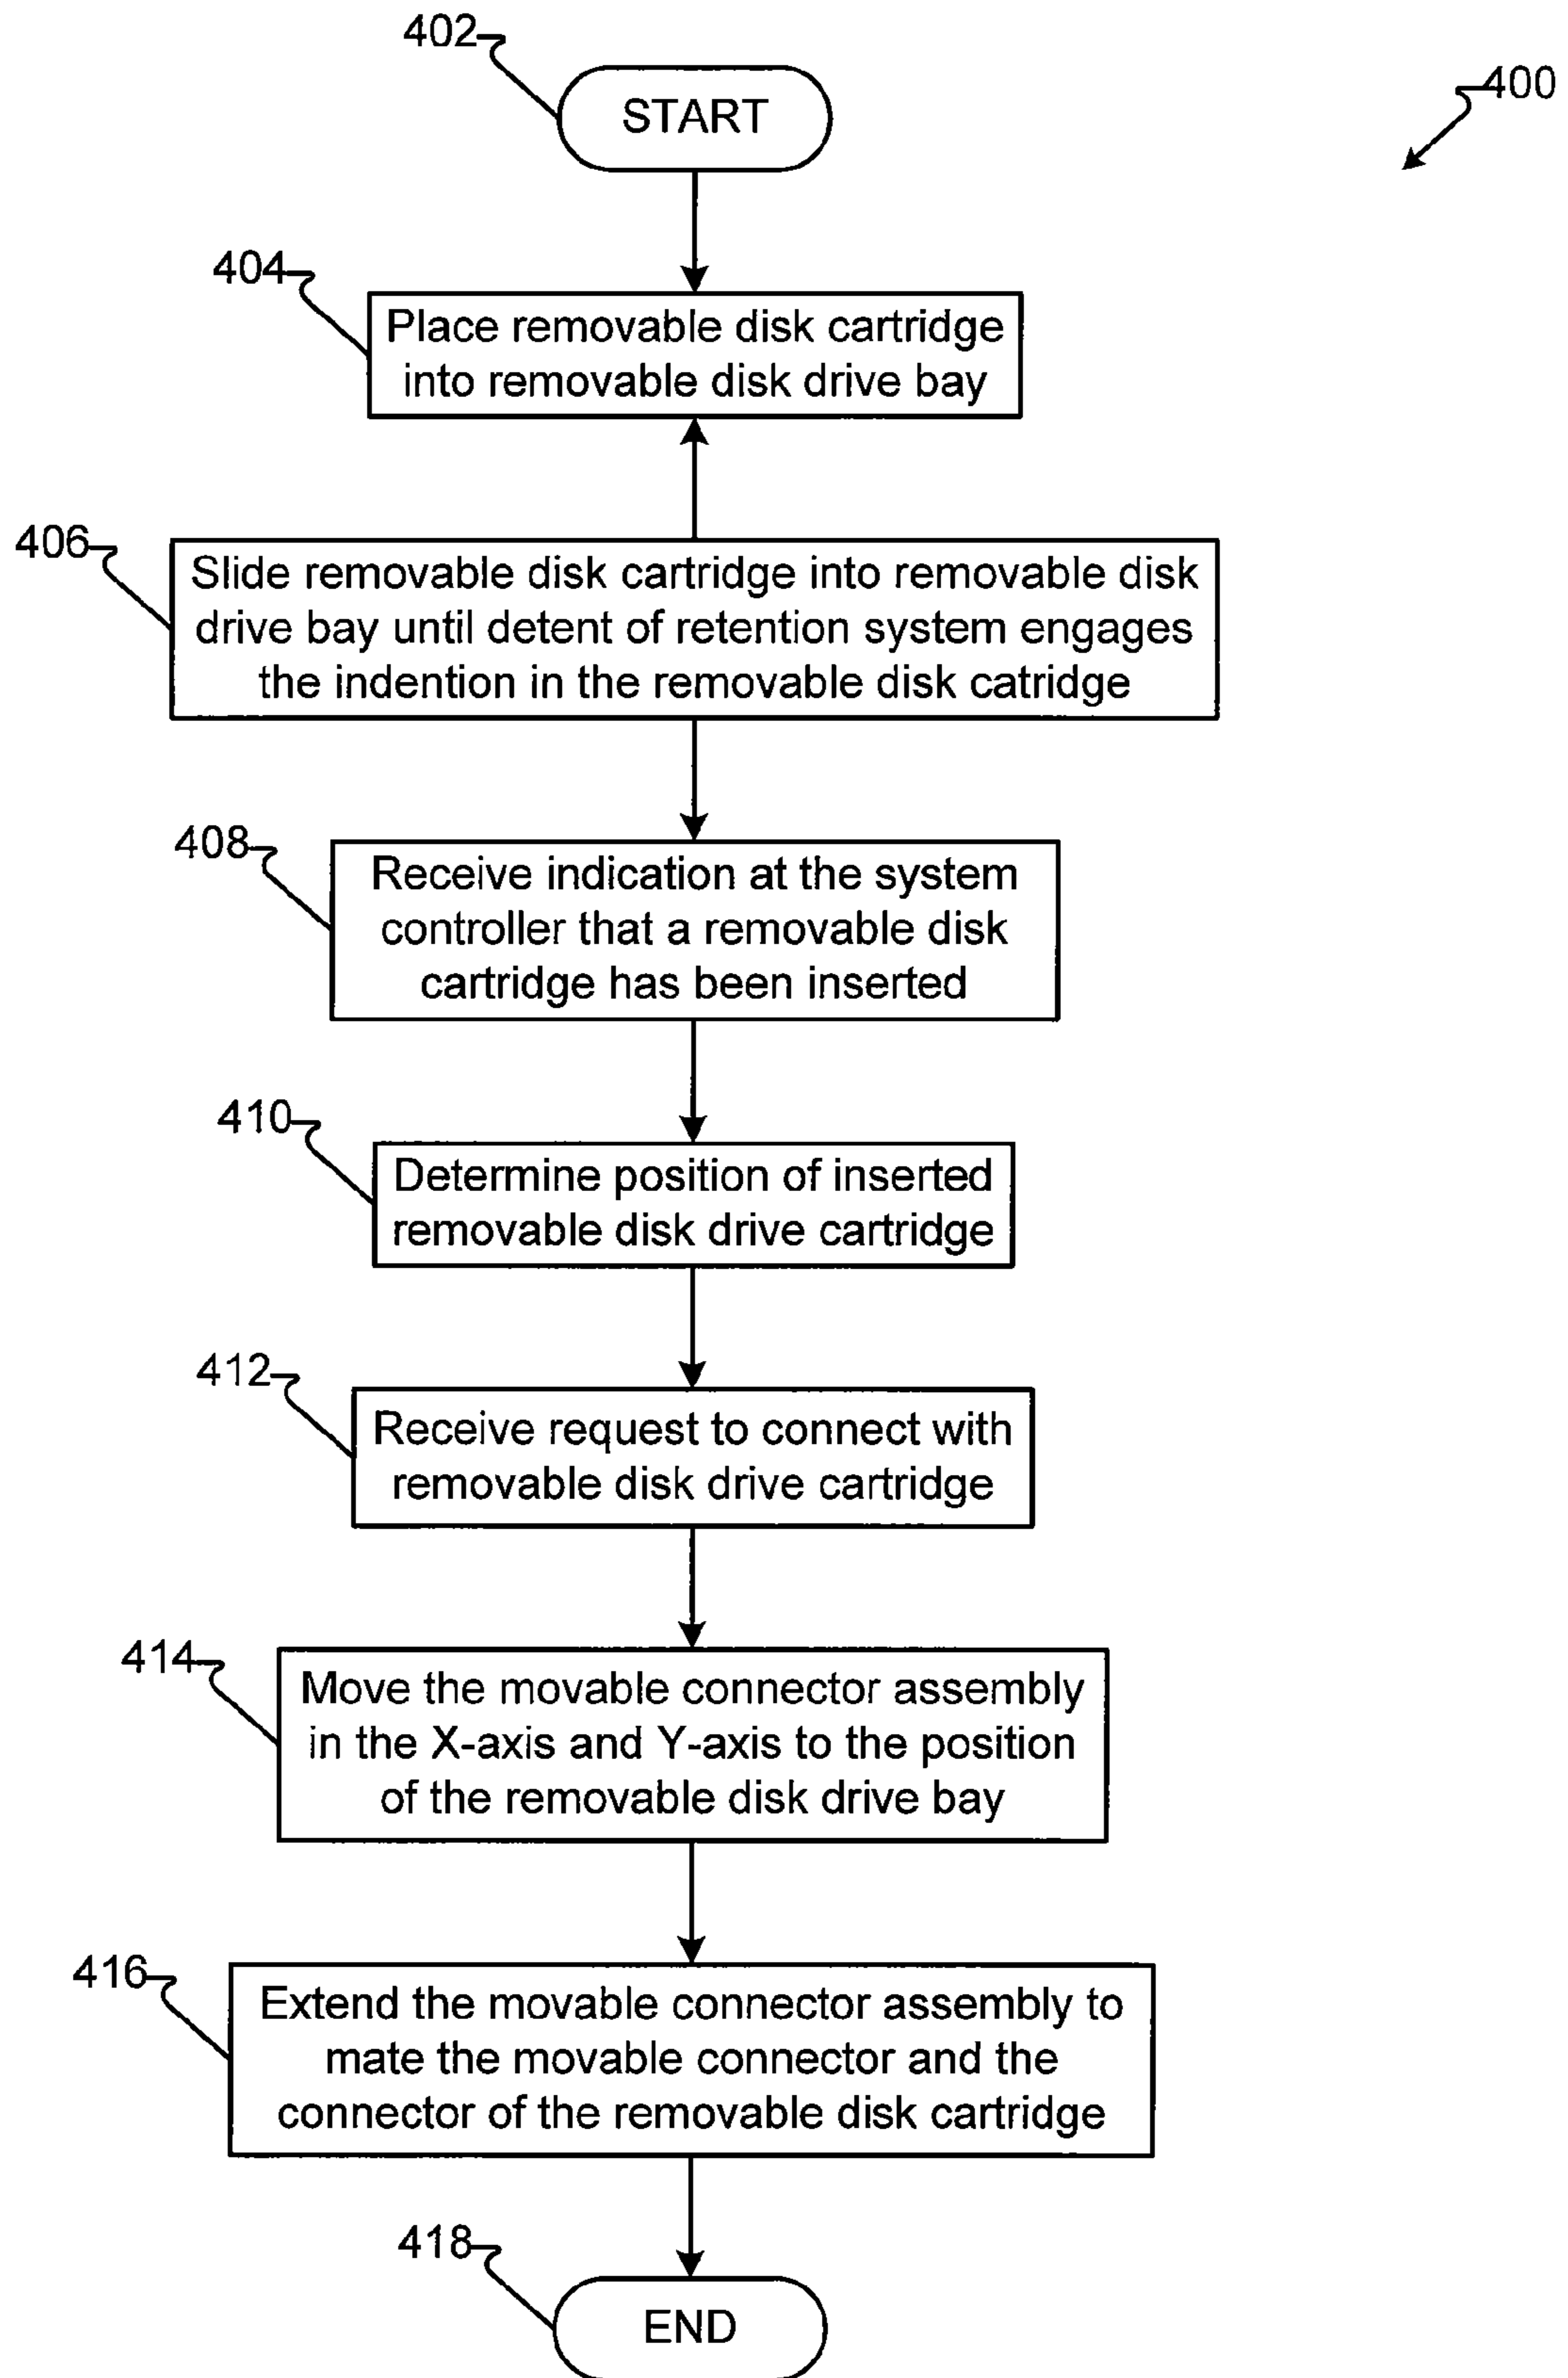 402
START
400
404
Place removable disk cartridge
into removable disk drive bay
406
Slide removable disk cartridge into removable disk
drive bay until detent of retention system engages
the indention in the removable disk catridge
408
Receive indication at the system
controller that a removable disk
cartridge has been inserted
410
Determine position of inserted
removable disk drive cartridge
412
Receive request to connect with
removable disk drive cartridge
414
Move the movable connector assembly
in the X-axis and Y-axis to the position
of the removable disk drive bay
416
Extend the movable connector assembly to
mate the movable connector and the
connector of the removable disk cartridge
418
END